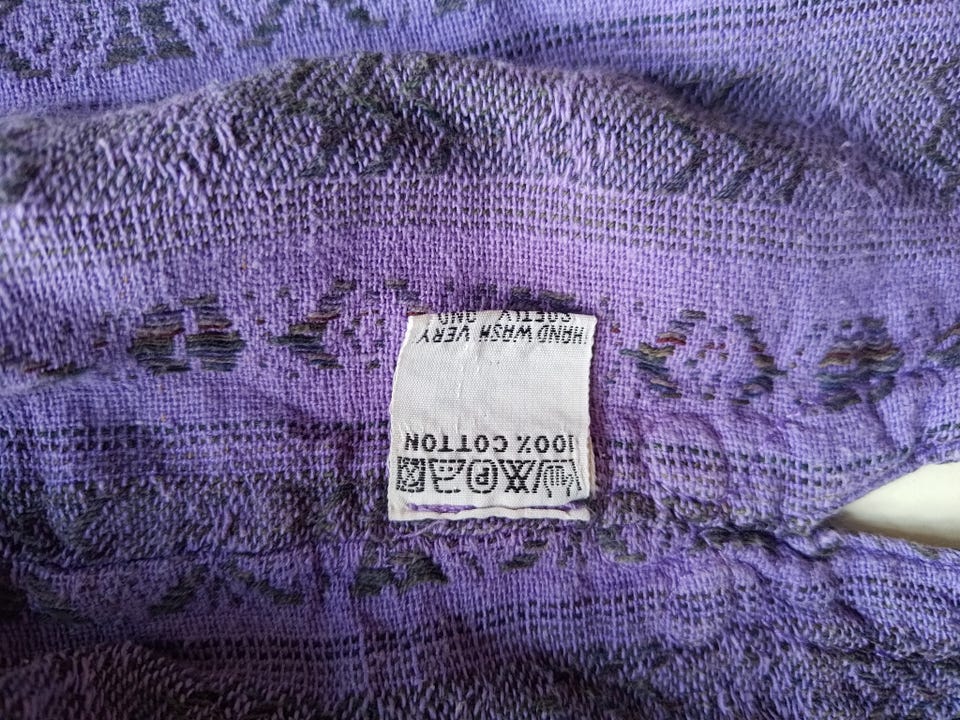 P
100% COTTON
HAND WASH VERY
SOFTLY AND